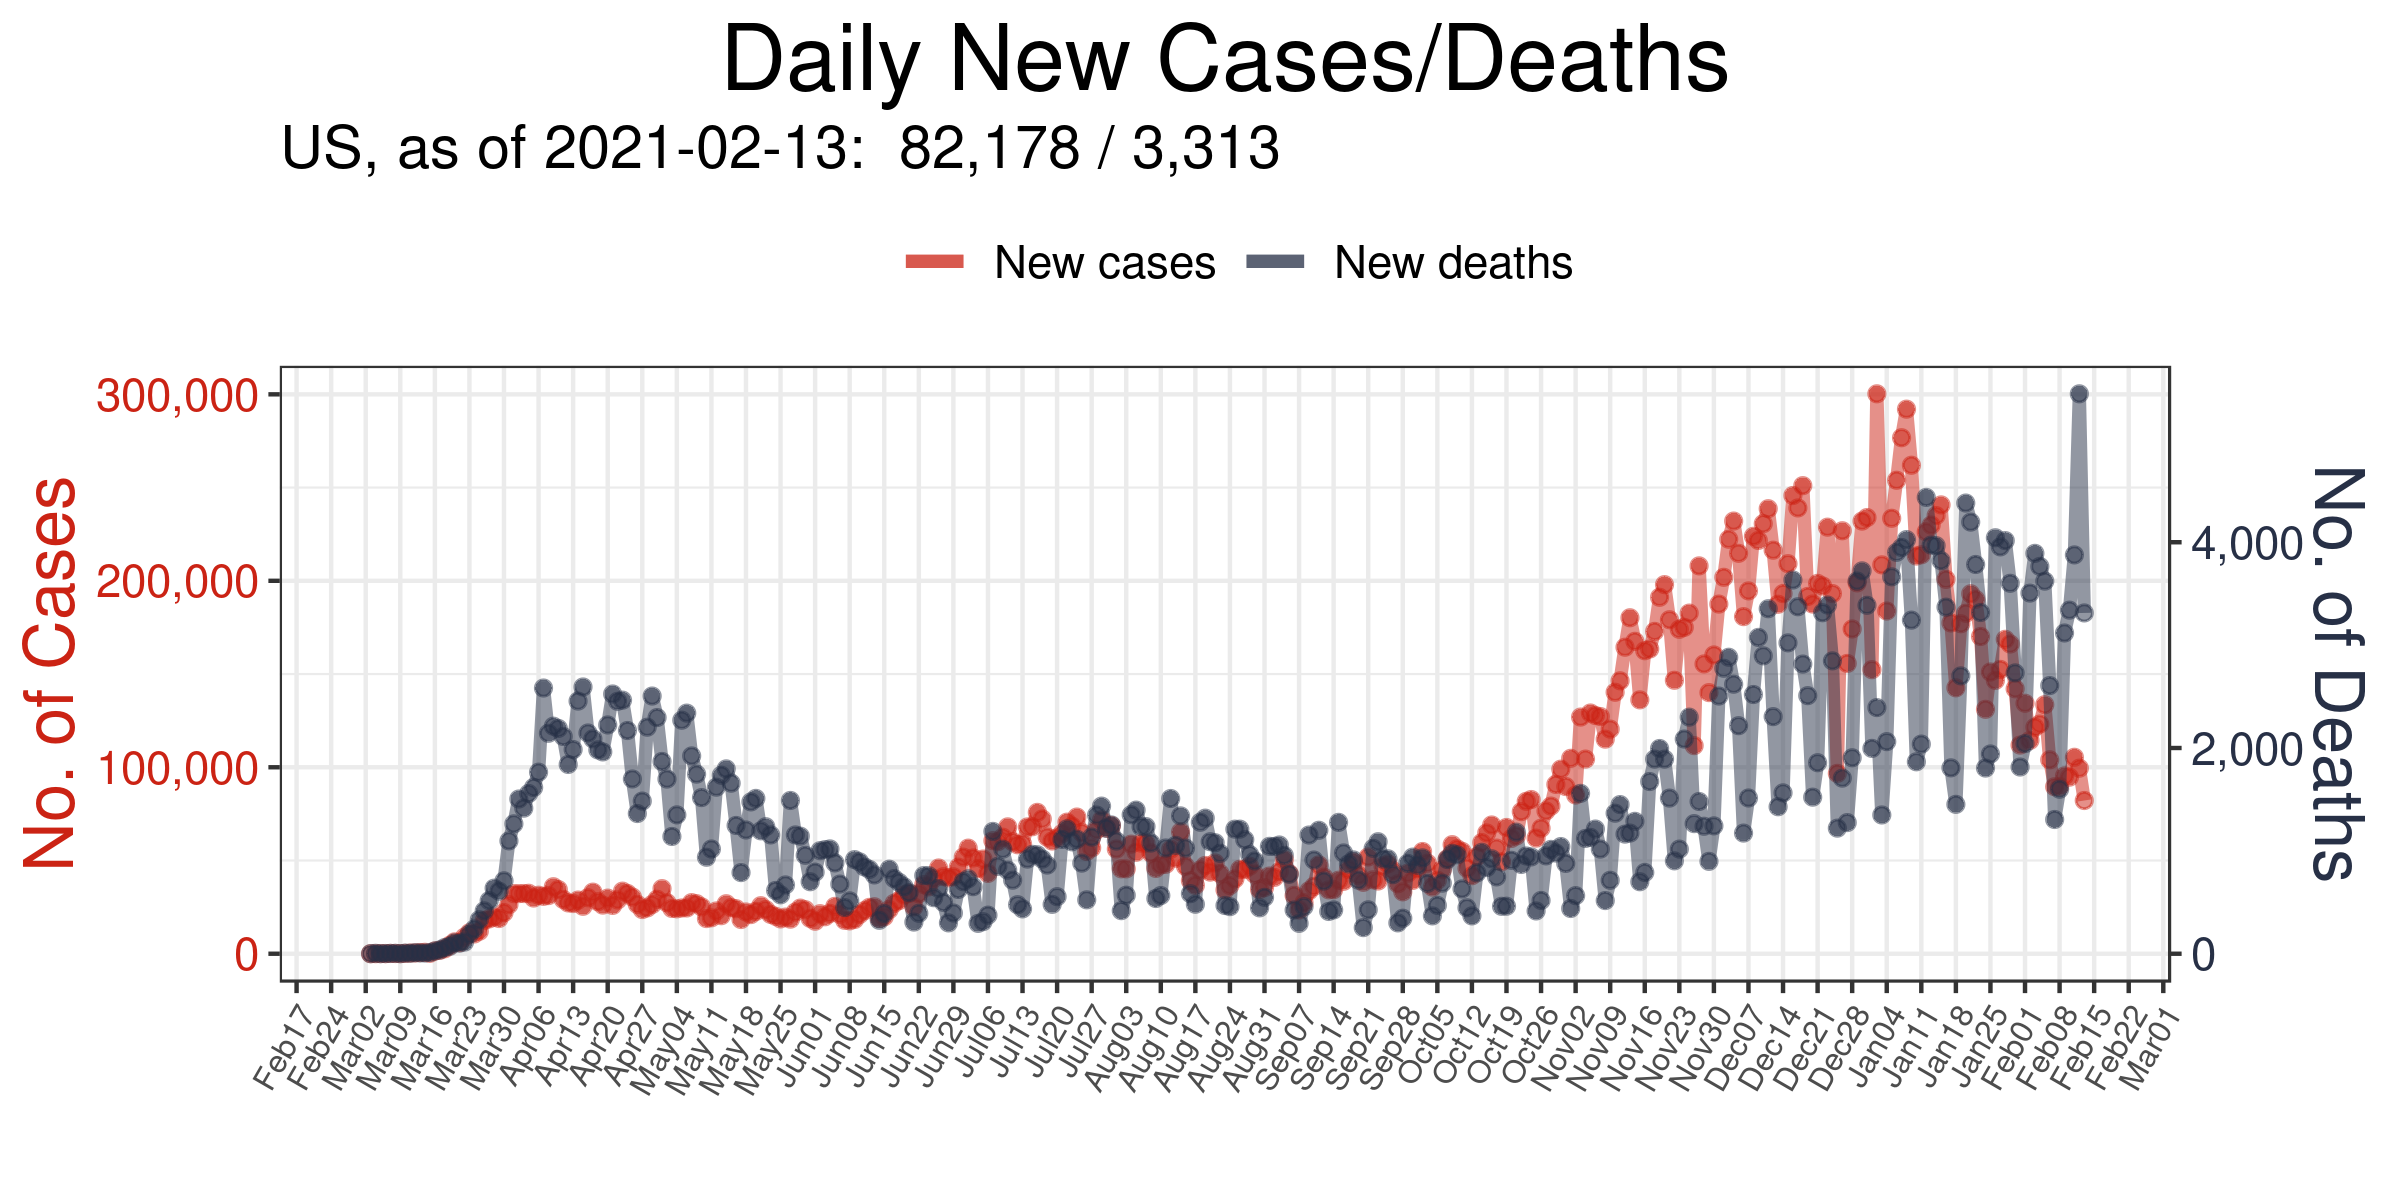 Daily New Cases/Deaths
US, as of 2021-02-13:  82,178 / 3,313
New cases
New deaths
No. of Cases
300,000
200,000
100,000
0
No. of Deaths
4,000
2,000
0
Feb17
Feb24
Mar02
Mar09
Mar16
Mar23
Mar30
Apr06
Apr13
Apr20
Apr27
May04
May11
May18
May25
Jun01
Jun08
Jun15
Jun22
Jun29
Jul06
Jul13
Jul20
Jul27
Aug03
Aug10
Aug17
Aug24
Aug31
Sep07
Sep14
Sep21
Sep28
Oct05
Oct12
Oct19
Oct26
Nov02
Nov09
Nov16
Nov23
Nov30
Dec07
Dec14
Dec21
Dec28
Jan04
Jan11
Jan18
Jan25
Feb01
Feb08
Feb15
Feb22
Mar01